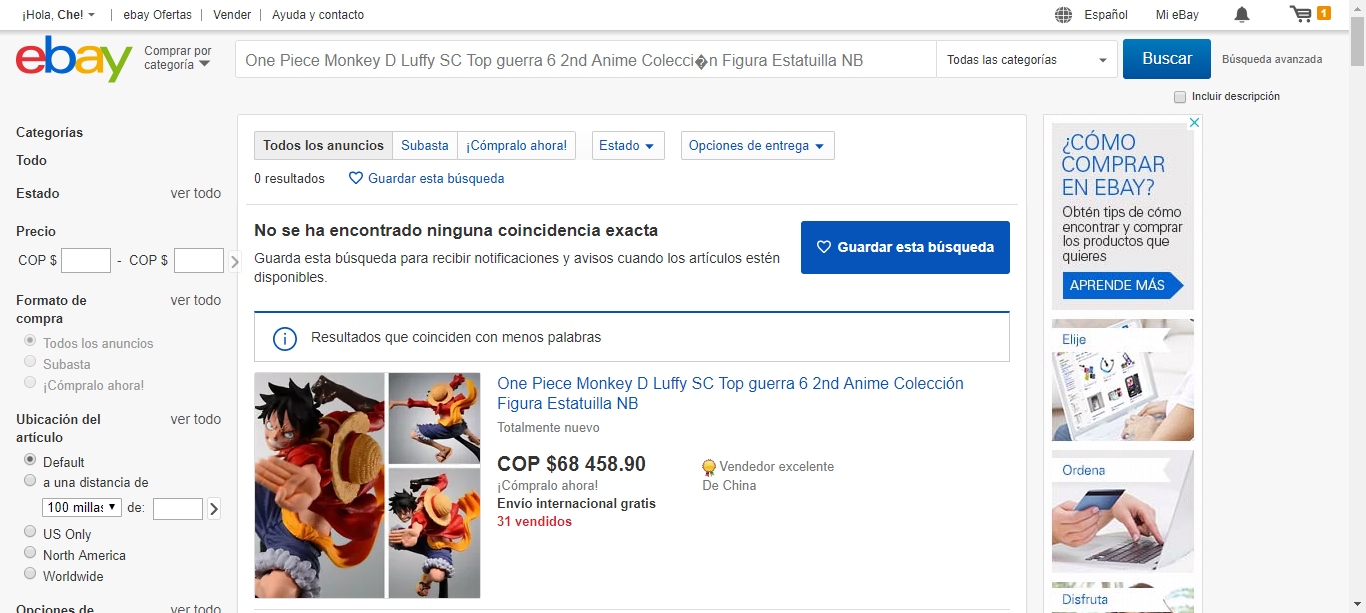 ¡Hola, Che!
ebay Ofertas
Vender
Ayuda y contacto
Español
Mi eBay
1
ebay
Comprar por
categoría
One Piece Monkey D Luffy SC Top guerra 6 2nd Anime Colecci�n Figura Estatuilla NB
Todas las categorías
Buscar
Búsqueda avanzada
Incluir descripción
Categorías
Todo
Estado ver todo
Precio
COP $ - COP $
Formato de ver todo
compra
Todos los anuncios
Subasta
¡Cómpralo ahora!
Ubicación del ver todo
artículo
Default
a una distancia de
100 millas de:
US Only
North America
Worldwide
Opciones de ver todo
Todos los anuncios
Subasta
¡Cómpralo ahora!
Estado
Opciones de entrega
0 resultados
Guardar esta búsqueda
No se ha encontrado ninguna coincidencia exacta
Guarda esta búsqueda para recibir notificaciones y avisos cuando los artículos estén
disponibles.
Guardar esta búsqueda
Resultados que coinciden con menos palabras
One Piece Monkey D Luffy SC Top guerra 6 2nd Anime Colección
Figura Estatuilla NB
Totalmente nuevo
COP $68 458.90
¡Cómpralo ahora!
Envío internacional gratis
31 vendidos
Vendedor excelente
De China
¿CÓMO
COMPRAR
EN EBAY?
Obtén tips de cómo
encontrar y comprar
los productos que
quieres
APRENDE MÁS
Elije
Ordena
Disfruta